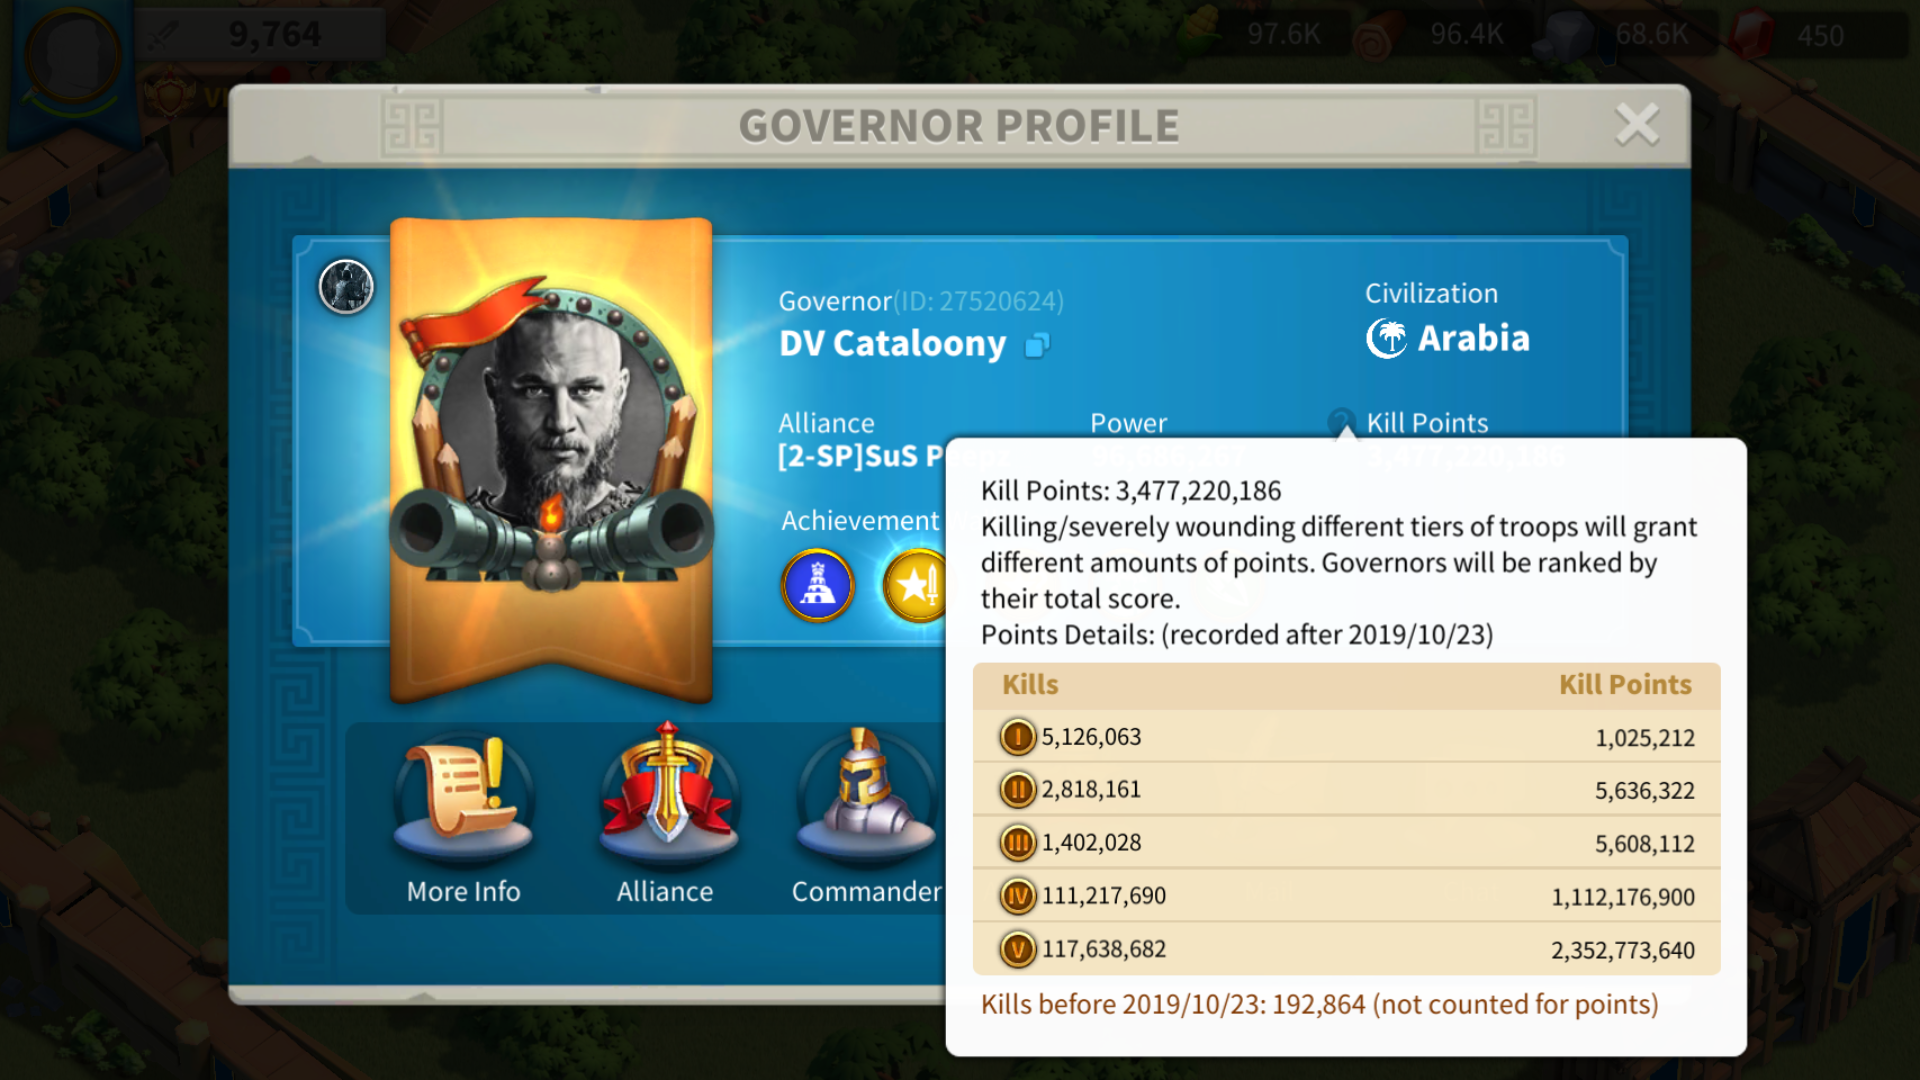 9,764
97.6K
96.4K
68.6K
450
GOVERNOR PROFILE
Governor(ID: 27520624)
DV Cataloony
Civilization
Arabia
Alliance
Power
Kill Points
[2-SP]SuS P
Achievement
Kill Points: 3,477,220,186
Killing/severely wounding different tiers of troops will grant
different amounts of points. Governors will be ranked by
their total score.
Points Details: (recorded after 2019/10/23)
Kills
Kill Points
I 5,126,063
1,025,212
II 2,818,161
5,636,322
III 1,402,028
5,608,112
IV 111,217,690
1,112,176,900
V 117,638,682
2,352,773,640
Kills before 2019/10/23: 192,864 (not counted for points)
More Info
Alliance
Commander